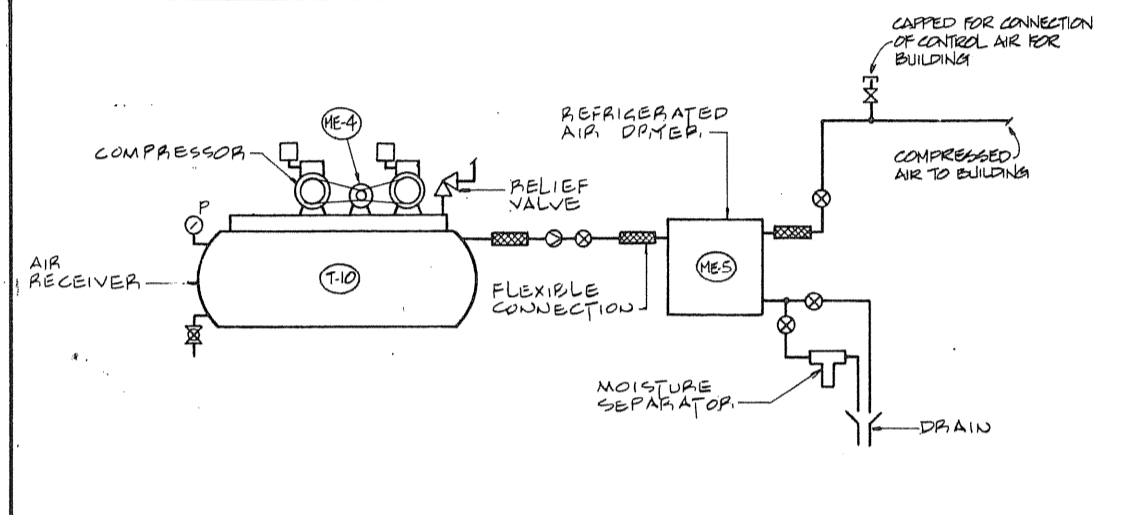 CAPPED FOR CONNECTION
OF CONTROL AIR FOR
BUILDING
REFRIGERATED
AIR DRYER
ME-4
COMPRESSOR
COMPRESSED
AIR TO BUILDING
RELIEF
VALVE
P
AIR
RECEIVER
T-10
ME-5
FLEXIBLE
CONNECTION
MOISTURE
SEPARATOR
DRAIN